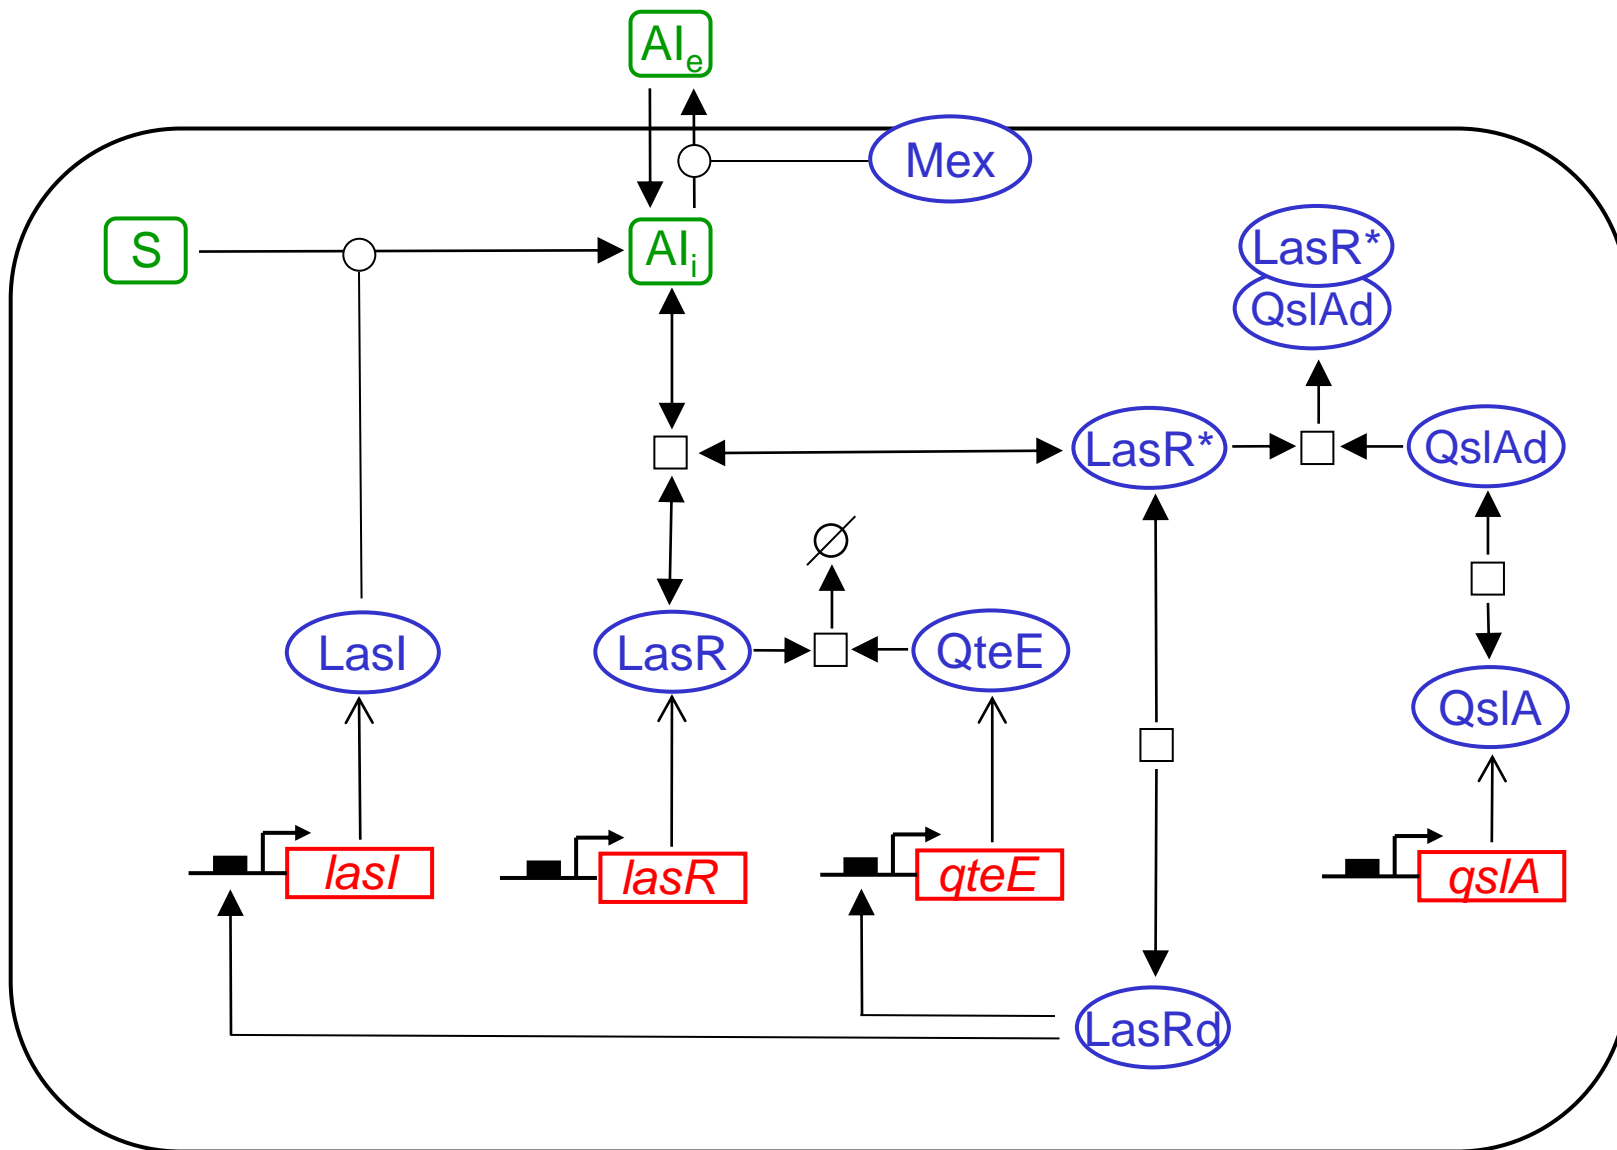 AIe
Mex
S
AIi
LasR*
QslAd
LasR*
QslAd
LasI
LasR
QteE
QslA
lasI
lasR
qteE
qslA
LasRd